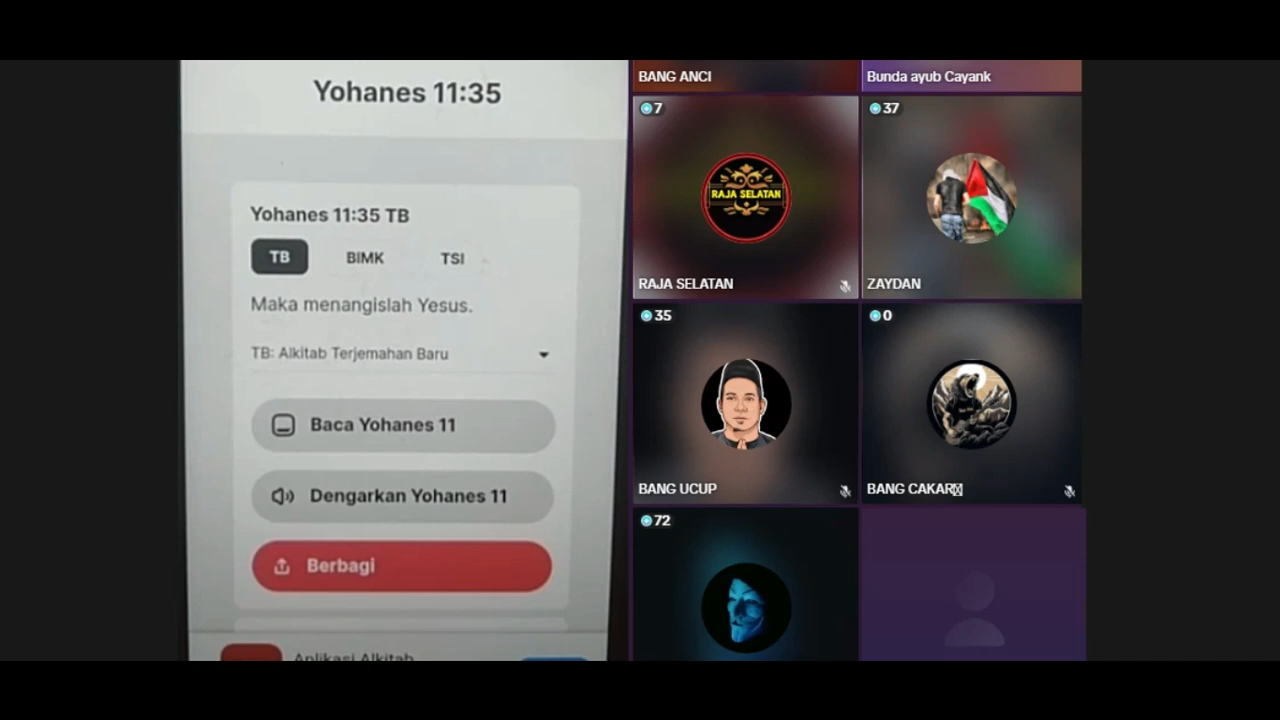 Yohanes 11:35
Yohanes 11:35 TB
TB BIMK TSI
Maka menangislah Yesus.
TB: Alkitab Terjemahan Baru
Baca Yohanes 11
Dengarkan Yohanes 11
Berbagi
Aplikasi Alkitab
BANG ANCI
Bunda ayub Cayank
7
RAJA SELATAN
RAJA SELATAN
37
ZAYDAN
35
BANG UCUP
0
BANG CAKAR
72